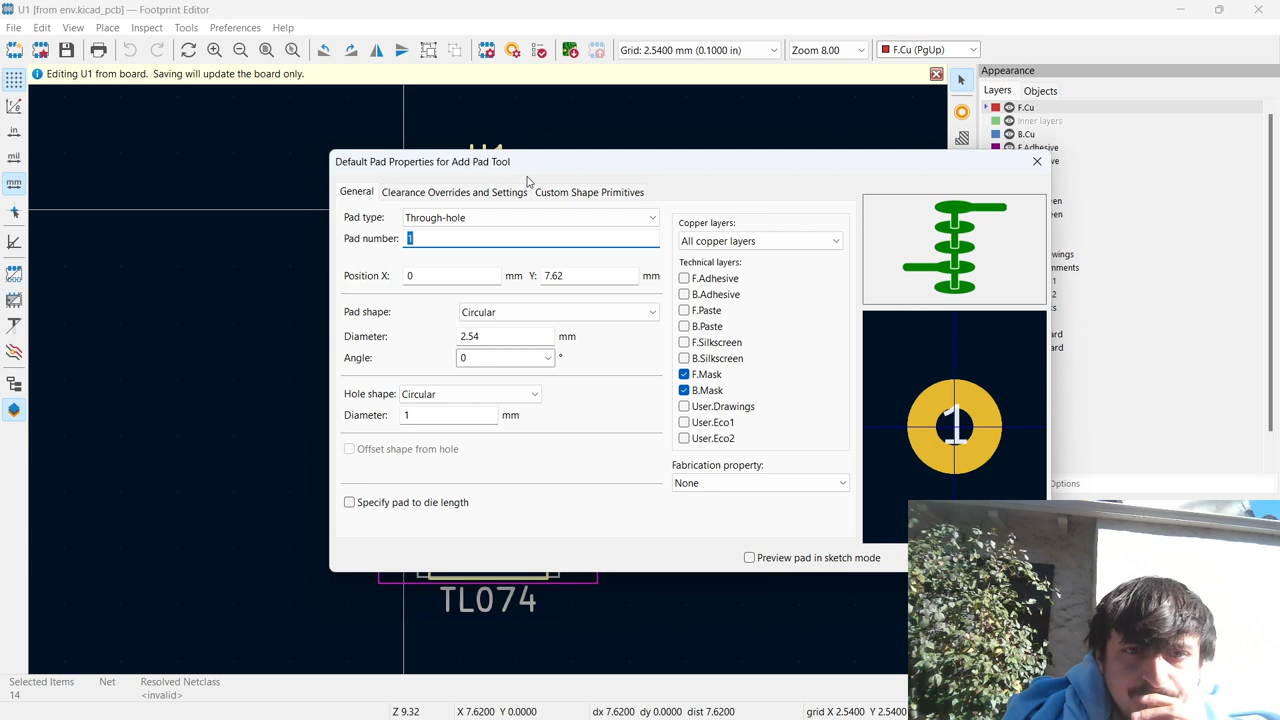 U1 [from env.kicad_pcb] — Footprint Editor
File Edit View Place Inspect Tools Preferences Help
Grid: 2.5400 mm (0.1000 in) Zoom 8.00 F.Cu (PgUp)
Editing U1 from board. Saving will update the board only.
Appearance
Layers Objects
F.Cu
Inner layers
B.Cu
F.Adhesive
in
mil
mm
Default Pad Properties for Add Pad Tool
General Clearance Overrides and Settings Custom Shape Primitives
Pad type: Through-hole
Pad number: 1
Position X: 0 mm Y: 7.62 mm
Pad shape: Circular
Diameter: 2.54 mm
Angle: 0 °
Hole shape: Circular
Diameter: 1 mm
Offset shape from hole
Specify pad to die length
Copper layers:
All copper layers
Technical layers:
F.Adhesive
B.Adhesive
F.Paste
B.Paste
F.Silkscreen
B.Silkscreen
F.Mask
B.Mask
User.Drawings
User.Eco1
User.Eco2
Fabrication property:
None
1
Preview pad in sketch mode
Options
TL074
Selected Items Net Resolved Netclass
14 <invalid>
Z 9.32 X 7.6200 Y 0.0000 dx 7.6200 dy 0.0000 dist 7.6200 grid X 2.5400 Y 2.5400